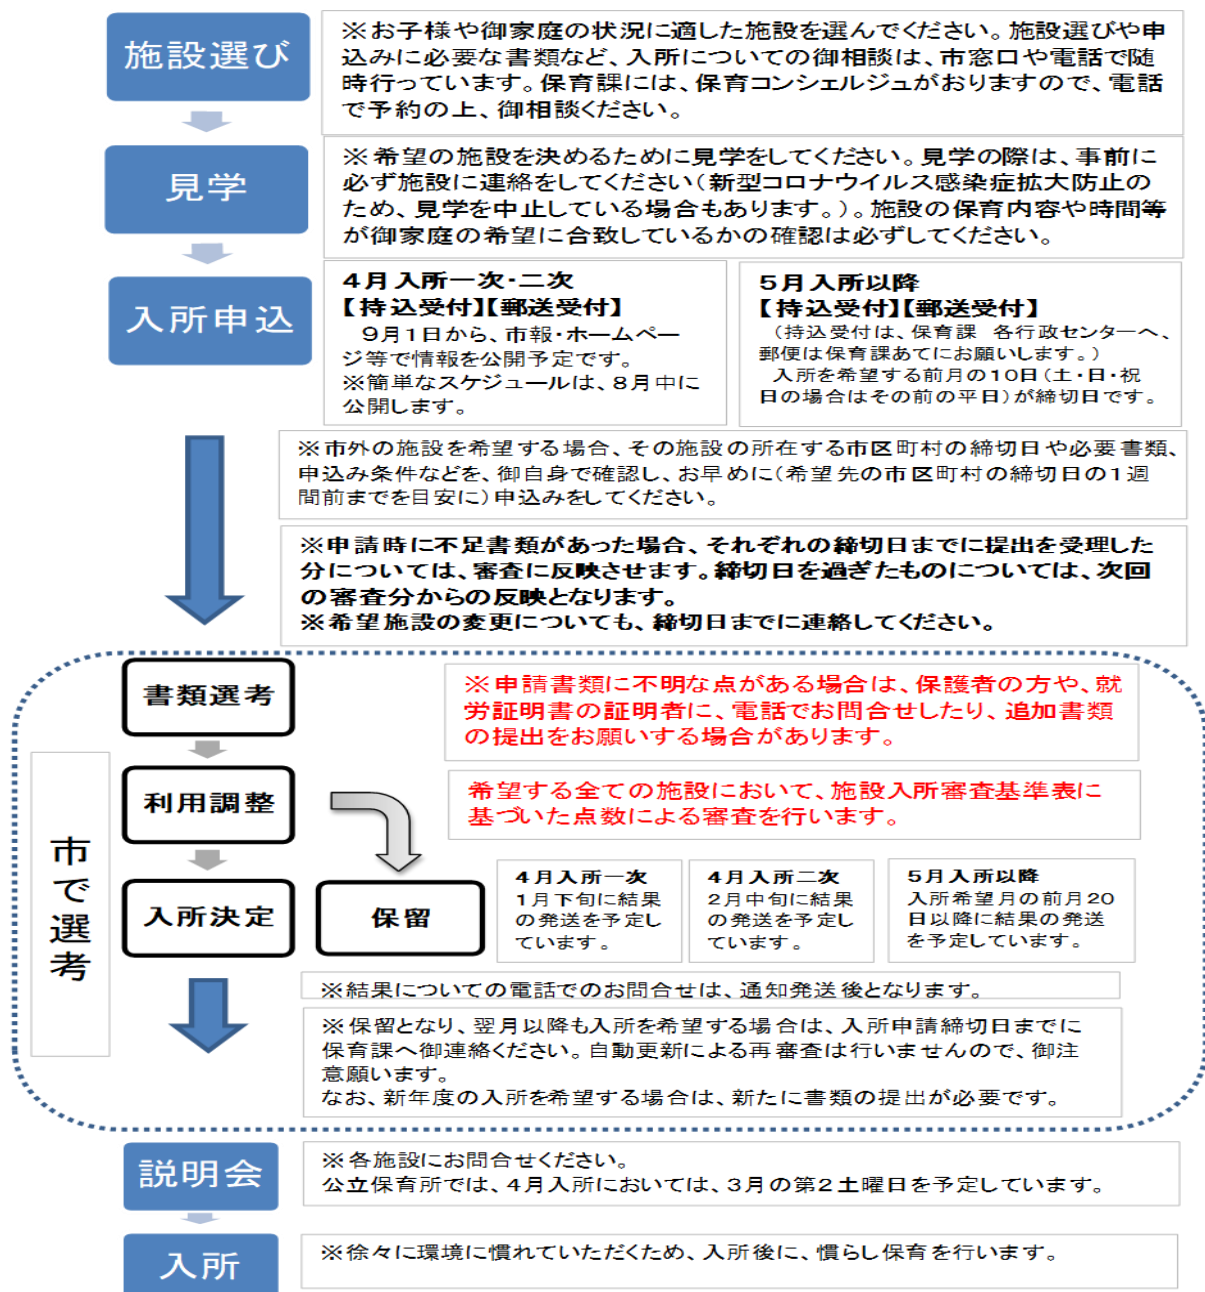 施設選び
※お子様や御家庭の状況に適した施設を選んでください。施設選びや申
込みに必要な書類など、入所についての御相談は、市窓口や電話で随
時行っています。保育課には、保育コンシェルジュがおりますので、電話
で予約の上、御相談ください。
見学
※希望の施設を決めるために見学をしてください。見学の際は、事前に
必ず施設に連絡をしてください（新型コロナウイルス感染症拡大防止の
ため、見学を中止している場合もあります。）。施設の保育内容や時間等
が御家庭の希望に合致しているかの確認は必ずしてください。
入所申込
４月入所一次・二次
【持込受付】【郵送受付】
９月１日から、市報・ホームペー
ジ等で情報を公開予定です。
※簡単なスケジュールは、８月中に
公開します。
５月入所以降
【持込受付】【郵送受付】
（持込受付は、保育課 各行政センターへ、
郵便は保育課あてにお願いします。）
入所を希望する前月の１０日（土・日・祝
日の場合はその前の平日）が締切日です。
※市外の施設を希望する場合、その施設の所在する市区町村の締切日や必要書類、
申込み条件などを、御自身で確認し、お早めに（希望先の市区町村の締切日の１週
間前までを目安に）申込みをしてください。
※申請時に不足書類があった場合、それぞれの締切日までに提出を受理した
分については、審査に反映させます。締切日を過ぎたものについては、次回
の審査分からの反映となります。
※希望施設の変更についても、締切日までに連絡してください。
市で選考
書類選考
※申請書類に不明な点がある場合は、保護者の方や、就
労証明書の証明者に、電話でお問合せしたり、追加書類
の提出をお願いする場合があります。
利用調整
希望する全ての施設において、施設入所審査基準表に
基づいた点数による審査を行います。
入所決定
保留
４月入所一次
１月下旬に結果
の発送を予定し
ています。
４月入所二次
２月中旬に結果
の発送を予定し
ています。
５月入所以降
入所希望月の前月２０
日以降に結果の発送
を予定しています。
※結果についての電話でのお問合せは、通知発送後となります。
※保留となり、翌月以降も入所を希望する場合は、入所申請締切日までに
保育課へ御連絡ください。自動更新による再審査は行いませんので、御注
意願います。
なお、新年度の入所を希望する場合は、新たに書類の提出が必要です。
説明会
※各施設にお問合せください。
公立保育所では、４月入所においては、３月の第２土曜日を予定しています。
入所
※徐々に環境に慣れていただくため、入所後に、慣らし保育を行います。